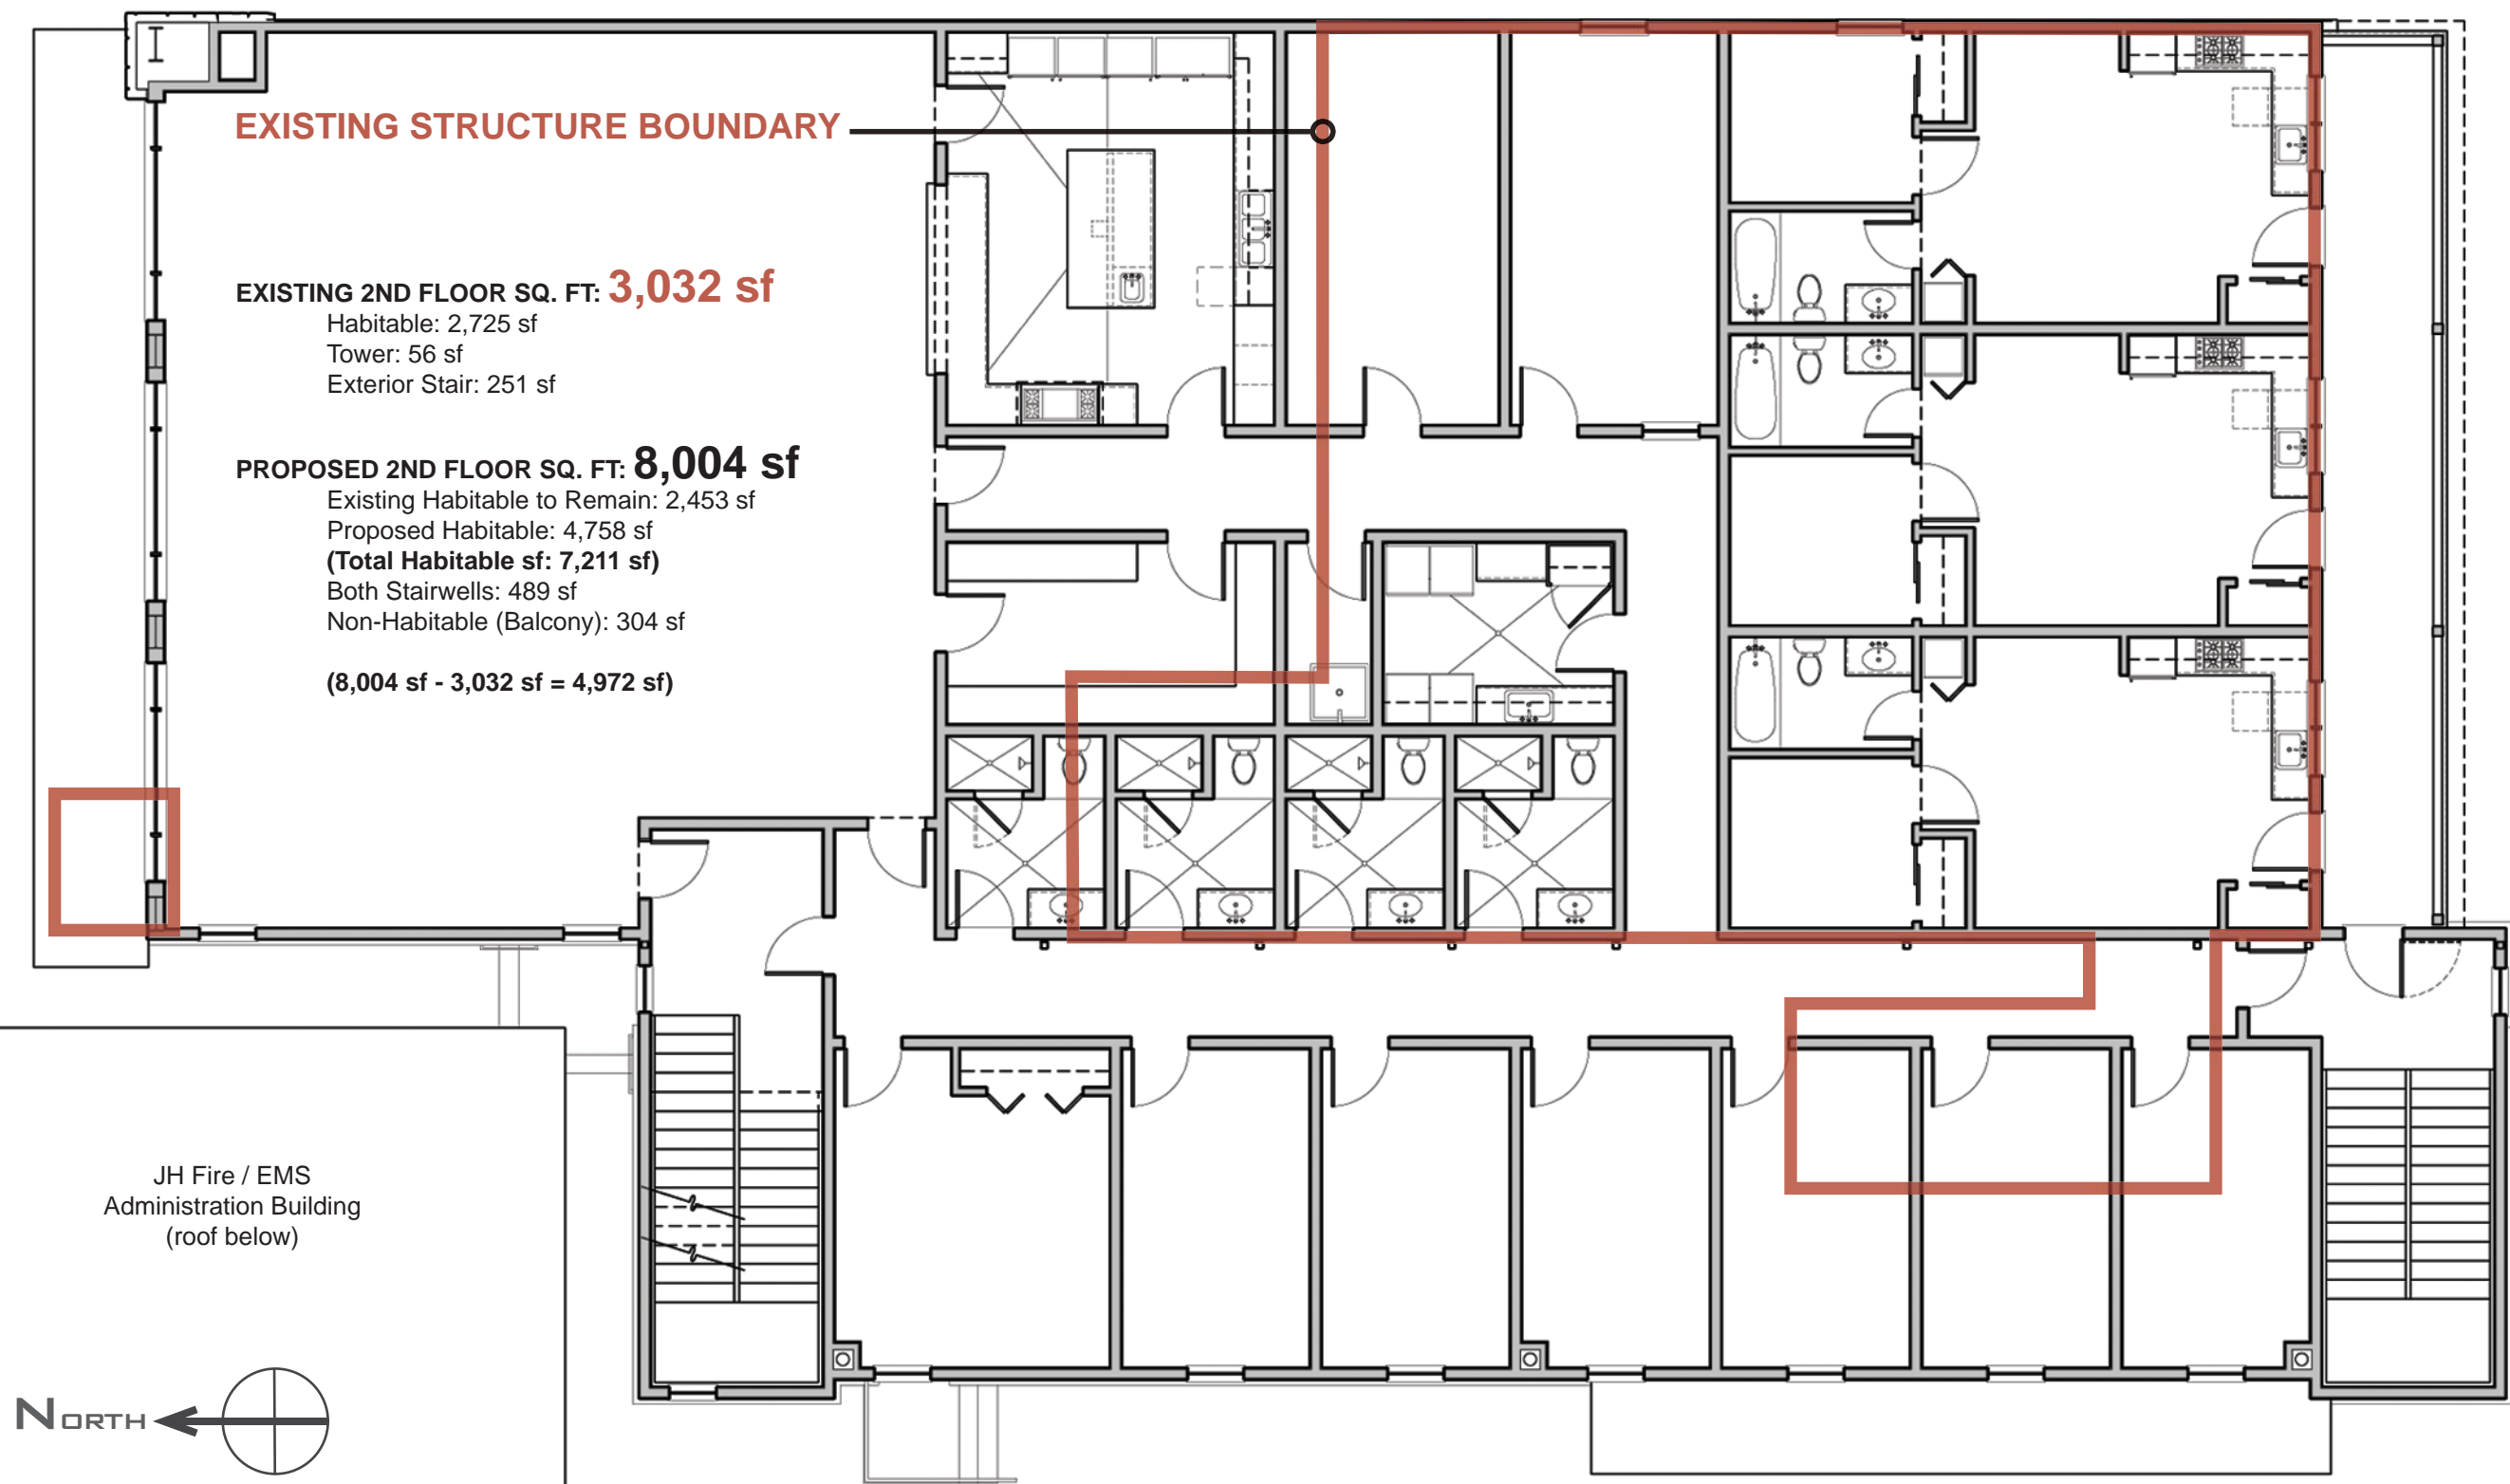 EXISTING STRUCTURE BOUNDARY
EXISTING 2ND FLOOR SQ. FT: 3,032 sf
Habitable: 2,725 sf
Tower: 56 sf
Exterior Stair: 251 sf
PROPOSED 2ND FLOOR SQ. FT: 8,004 sf
Existing Habitable to Remain: 2,453 sf
Proposed Habitable: 4,758 sf
(Total Habitable sf: 7,211 sf)
Both Stairwells: 489 sf
Non-Habitable (Balcony): 304 sf
(8,004 sf - 3,032 sf = 4,972 sf)
JH Fire / EMS
Administration Building
(roof below)
NORTH